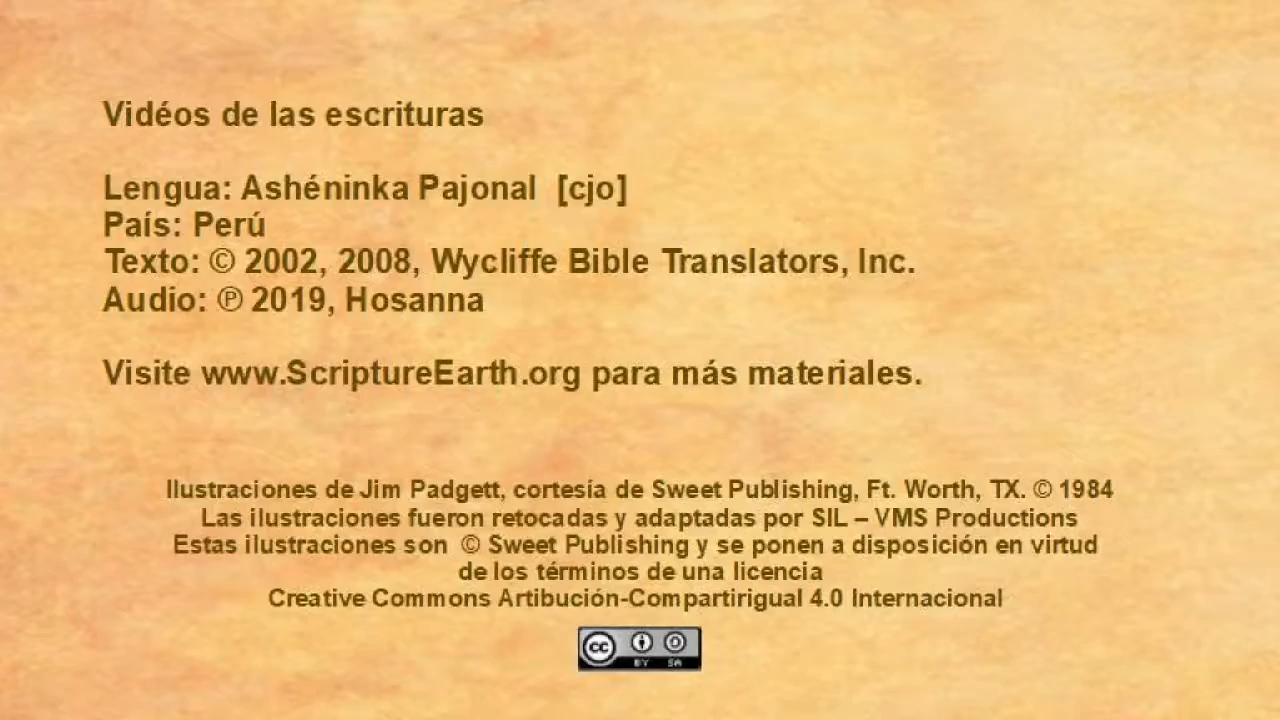 Vidéos de las escrituras
Lengua: Ashéninka Pajonal [cjo]
País: Perú
Texto: © 2002, 2008, Wycliffe Bible Translators, Inc.
Audio: ℗ 2019, Hosanna
Visite www.ScriptureEarth.org para más materiales.
Ilustraciones de Jim Padgett, cortesía de Sweet Publishing, Ft. Worth, TX. © 1984
Las ilustraciones fueron retocadas y adaptadas por SIL – VMS Productions
Estas ilustraciones son © Sweet Publishing y se ponen a disposición en virtud
de los términos de una licencia
Creative Commons Artibución-Compartirigual 4.0 Internacional
cc BY SA